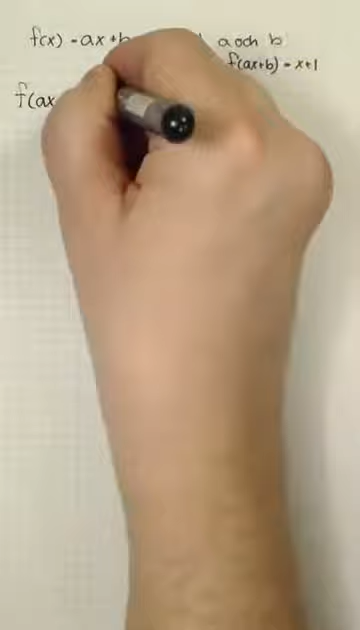 f(x) = ax + b a och b
f(ax+b) = x+1
f(ax